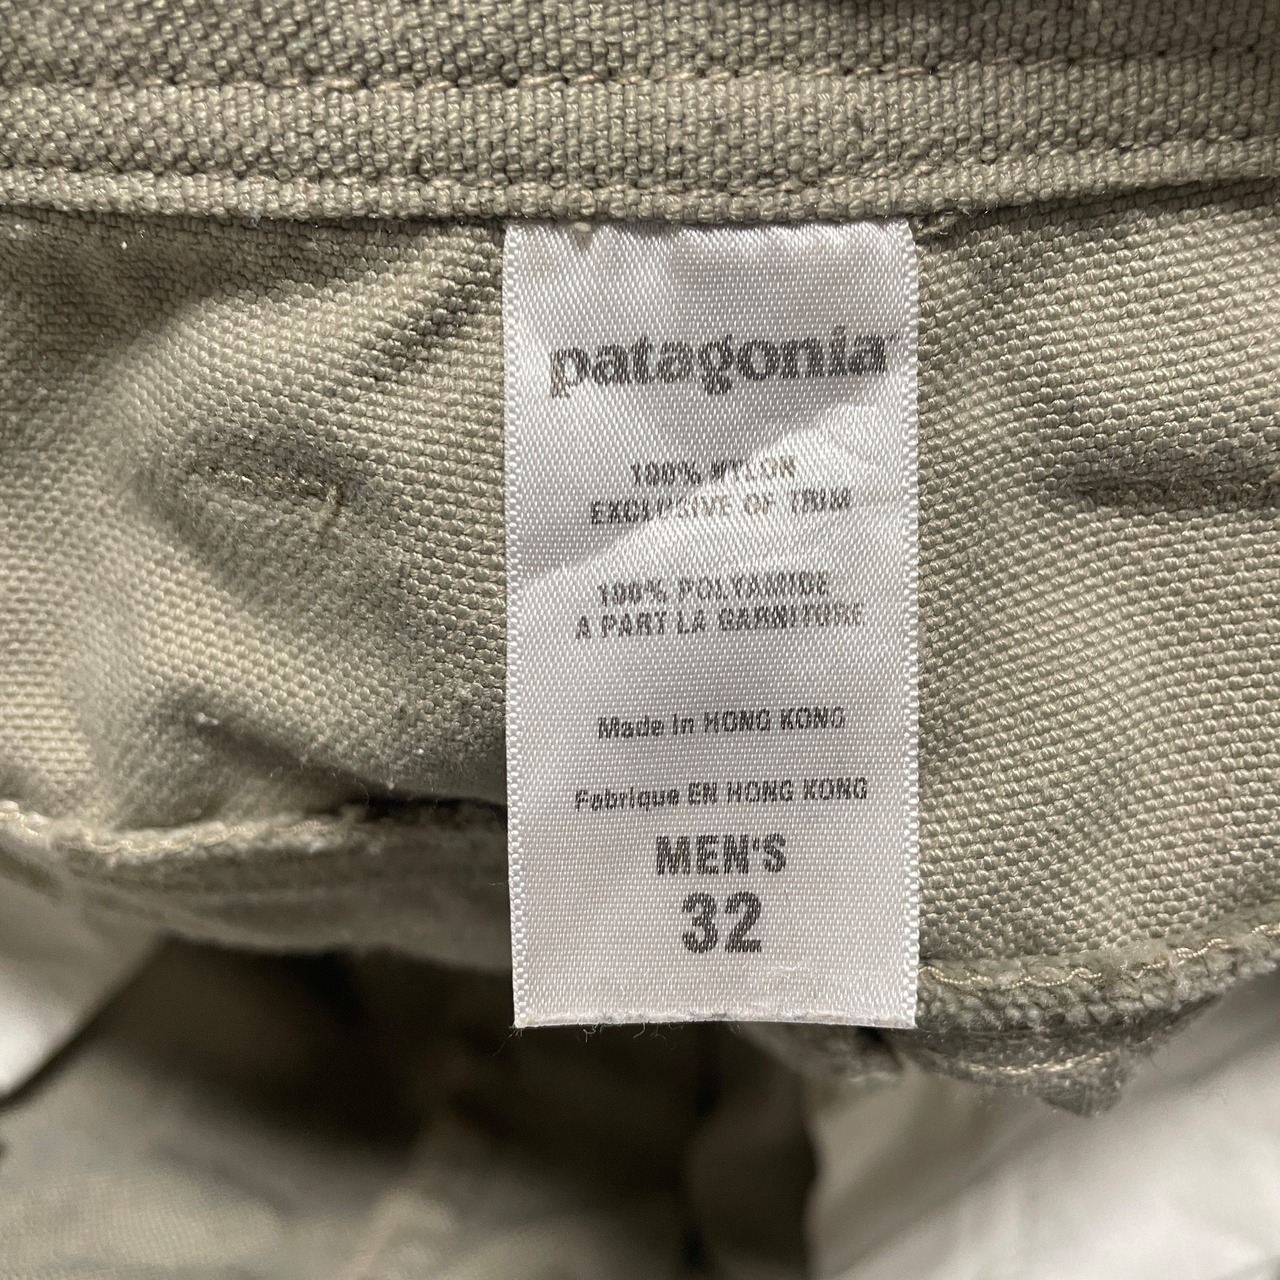 patagonia
100% NYLON
EXCLUSIVE OF TRIM
100% POLYAMIDE
A PART LA GARNITURE
Made in HONG KONG
Fabrique EN HONG KONG
MEN'S
32